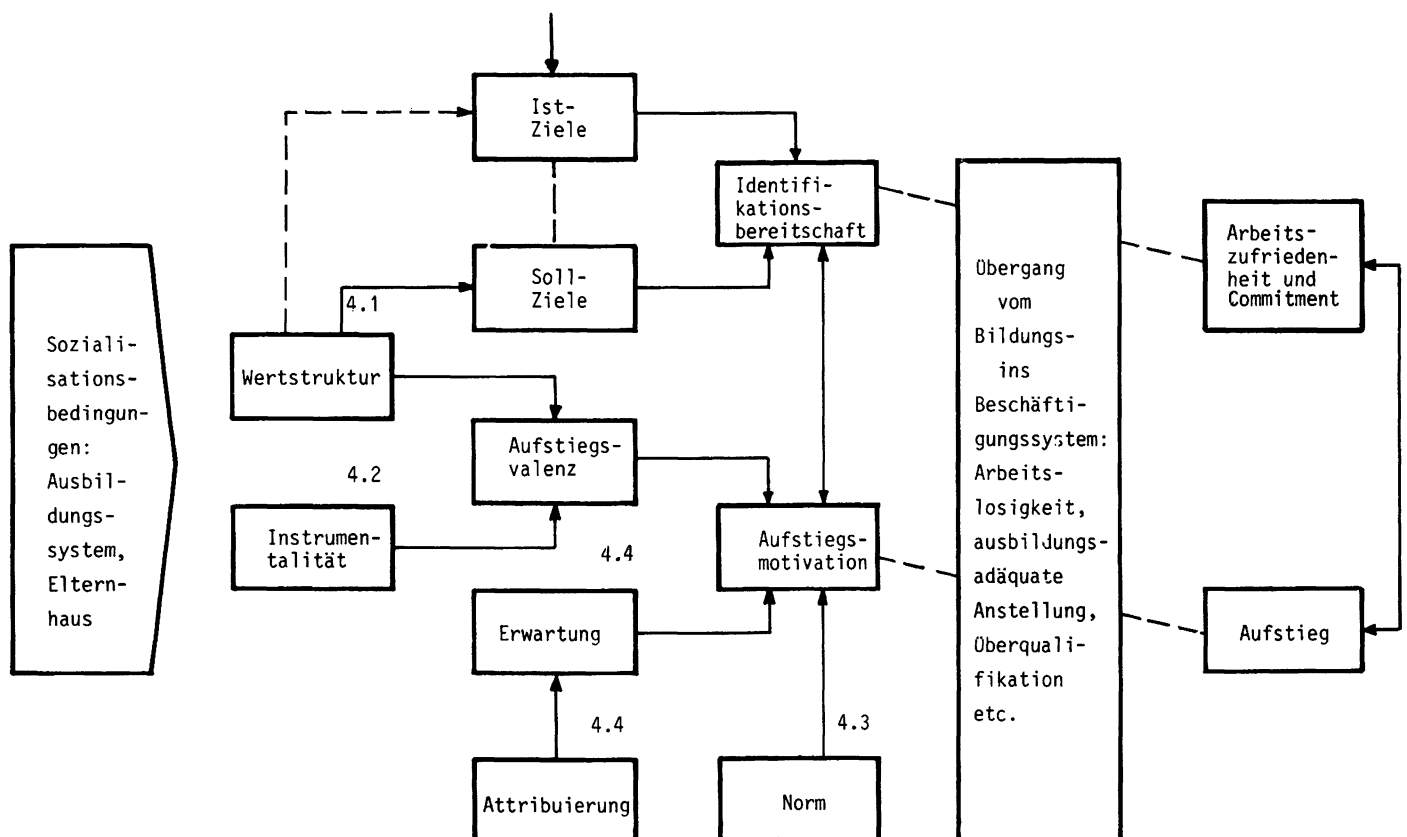 Ist-
Ziele
Identifi-
kations-
bereitschaft
Soll-
Ziele
4.1
Soziali-
sations-
bedingun-
gen:
Ausbil-
dungs-
system,
Eltern-
haus
Wertstruktur
4.2
Instrumen-
talität
Aufstiegs-
valenz
4.4
Aufstiegs-
motivation
Erwartung
4.4
4.3
Attribuierung
Norm
Übergang
vom
Bildungs-
ins
Beschäfti-
gungssystem:
Arbeits-
losigkeit,
ausbildungs-
adäquate
Anstellung,
Überquali-
fikation
etc.
Arbeits-
zufrieden-
heit und
Commitment
Aufstieg